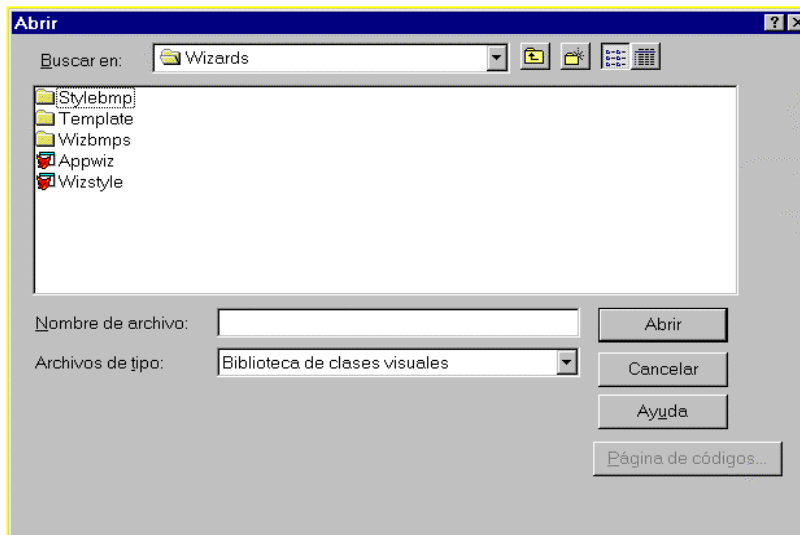 Abrir
Buscar en: Wizards
Stylebmp
Template
Wizbmps
Appwiz
Wizstyle
Nombre de archivo: Abrir
Archivos de tipo: Biblioteca de clases visuales Cancelar
Ayuda
Página de códigos...